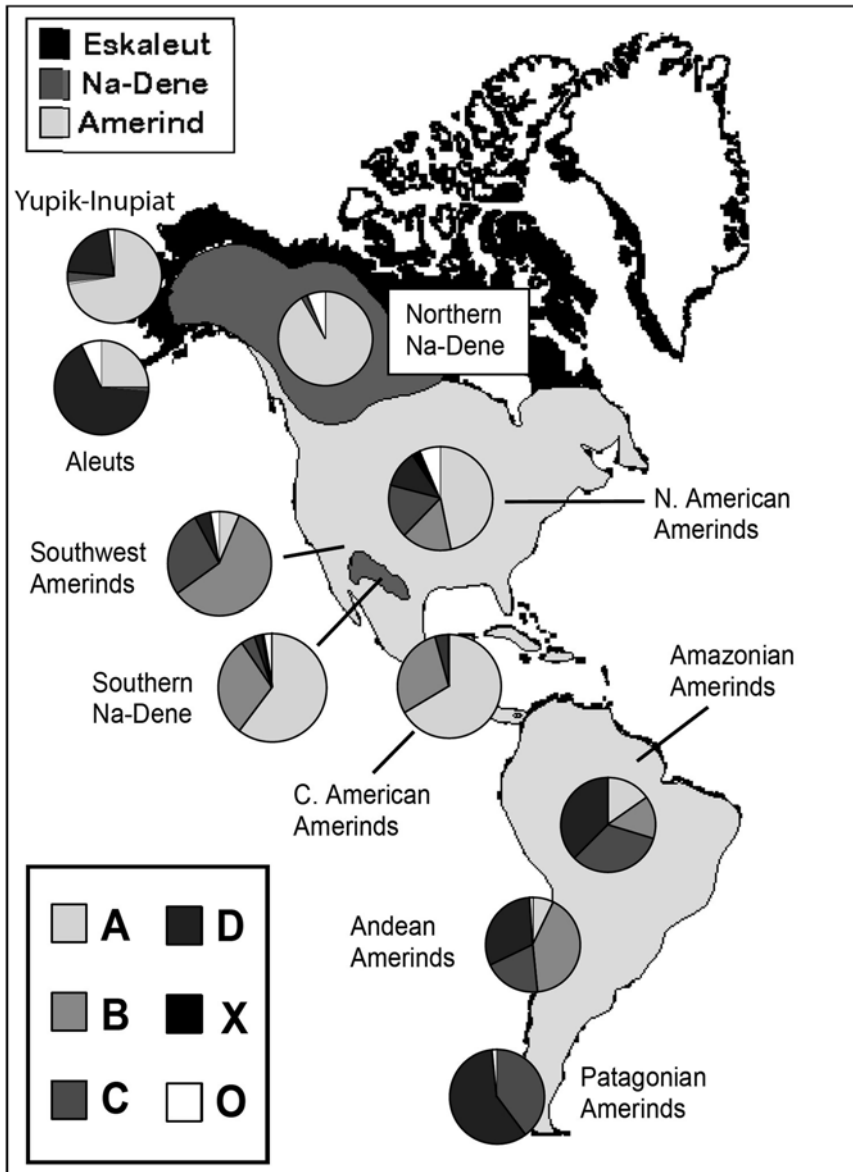 Eskaleut
Na-Dene
Amerind
Yupik-Inupiat
Northern
Na-Dene
Aleuts
N. American
Amerinds
Southwest
Amerinds
Southern
Na-Dene
Amazonian
Amerinds
C. American
Amerinds
A
D
B
X
C
O
Andean
Amerinds
Patagonian
Amerinds